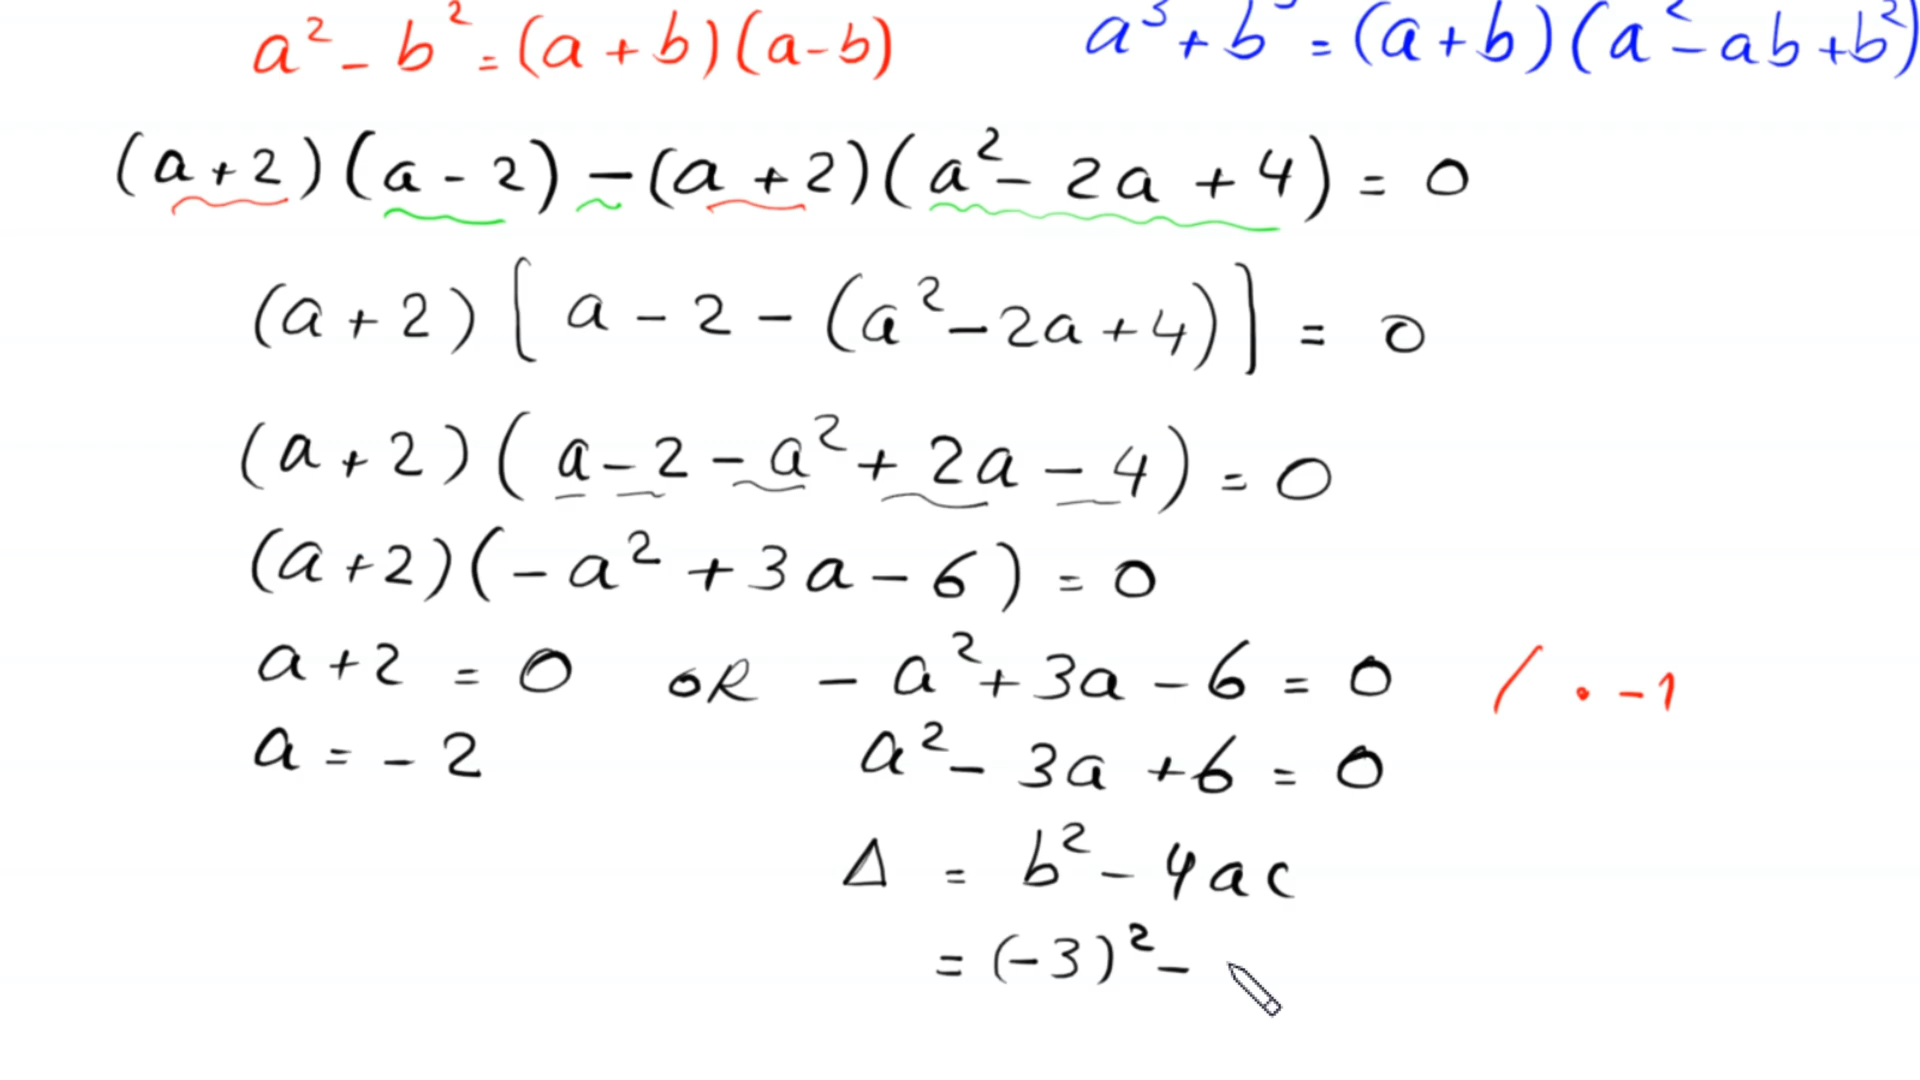 a² - b² = (a + b)(a - b)
a³ + b³ = (a + b)(a² - ab + b²)
(a + 2)(a - 2) - (a + 2)(a² - 2a + 4) = 0
(a + 2)[a - 2 - (a² - 2a + 4)] = 0
(a + 2)(a - 2 - a² + 2a - 4) = 0
(a + 2)(-a² + 3a - 6) = 0
a + 2 = 0 OR -a² + 3a - 6 = 0 / · -1
a = -2
a² - 3a + 6 = 0
Δ = b² - 4ac
= (-3)² -